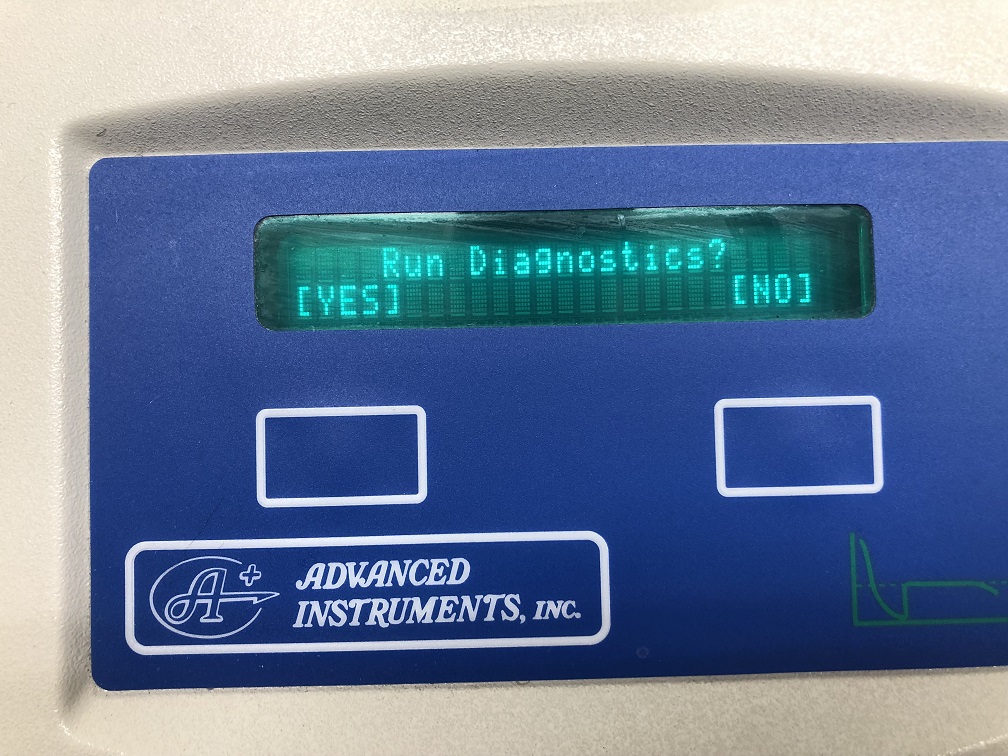 Run Diagnostics?
[YES] [NO]
A+
ADVANCED
INSTRUMENTS, INC.